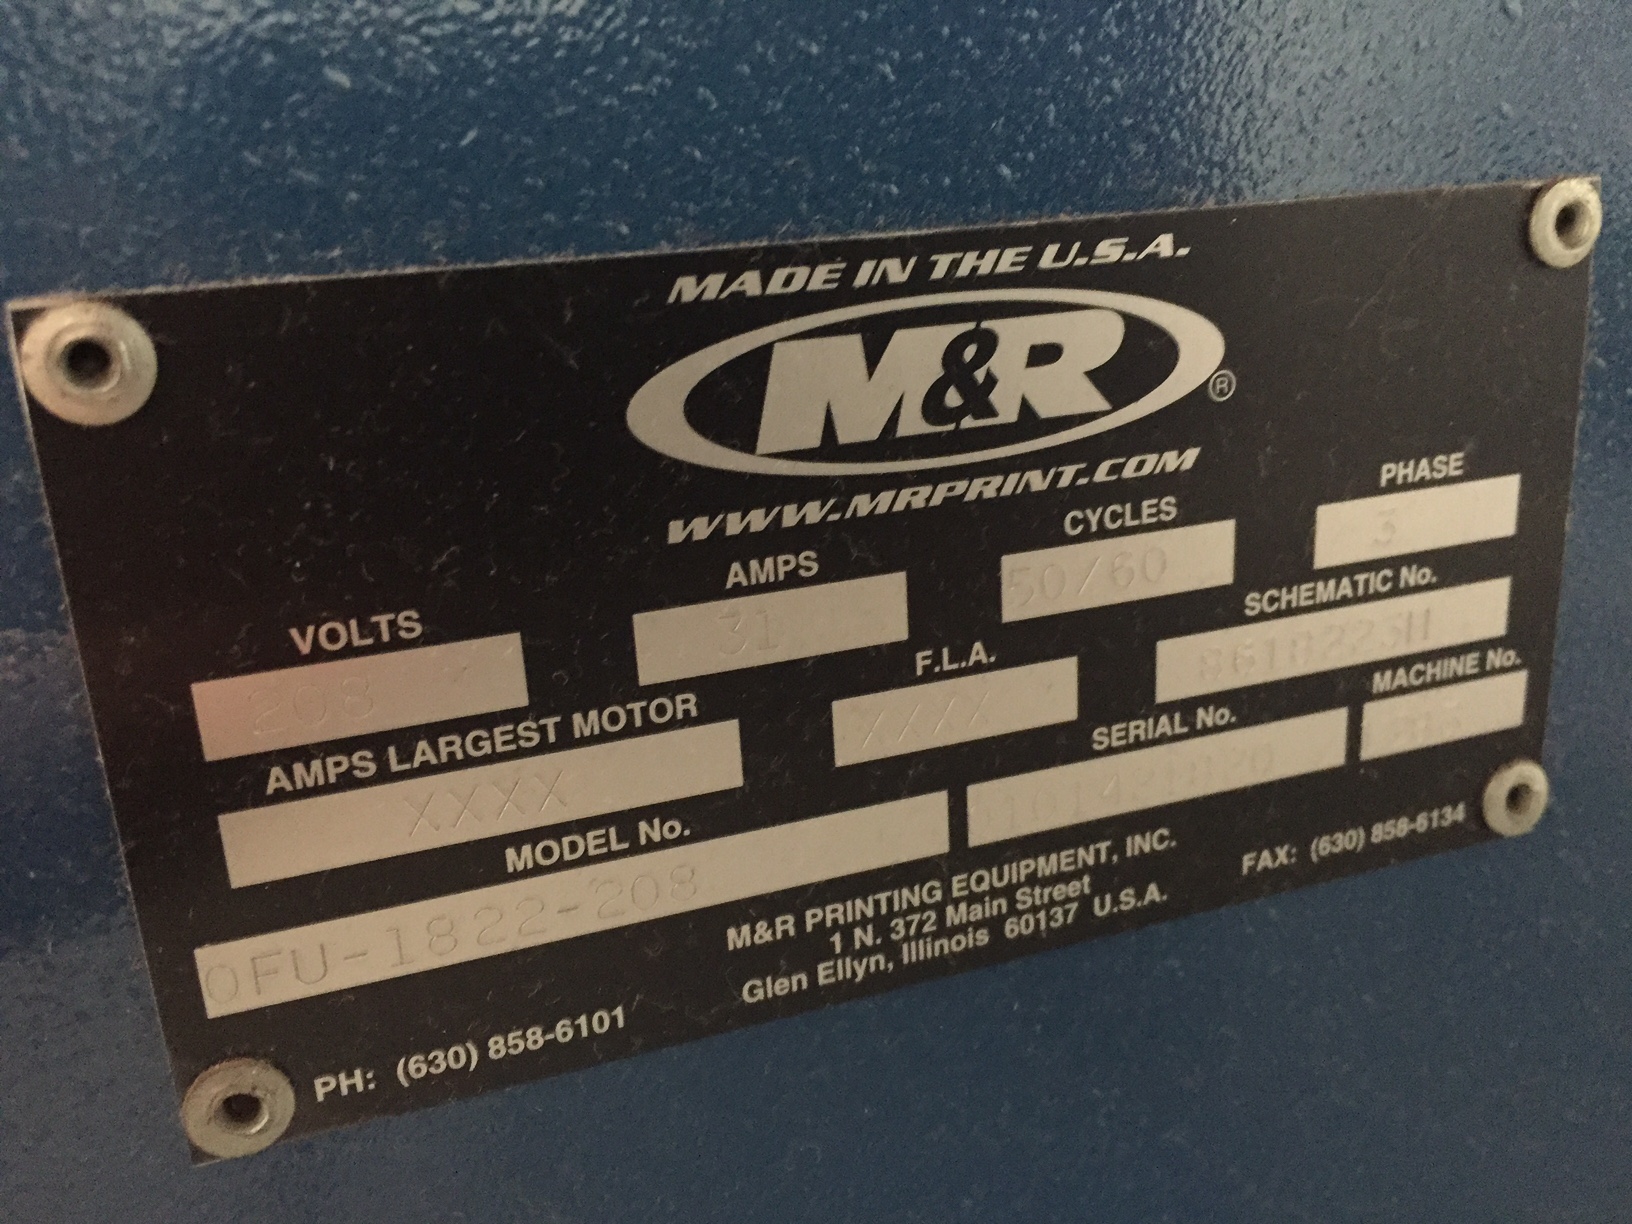 MADE IN THE U.S.A.
M&R®
WWW.MRPRINT.COM
VOLTS AMPS CYCLES PHASE
208 31 50/60 3
AMPS LARGEST MOTOR F.L.A. SCHEMATIC No.
XXXX XXXX
MODEL No. SERIAL No. MACHINE No.
OFU-1822-208
M&R PRINTING EQUIPMENT, INC.
1 N. 372 Main Street
Glen Ellyn, Illinois 60137 U.S.A.
PH: (630) 858-6101 FAX: (630) 858-6134